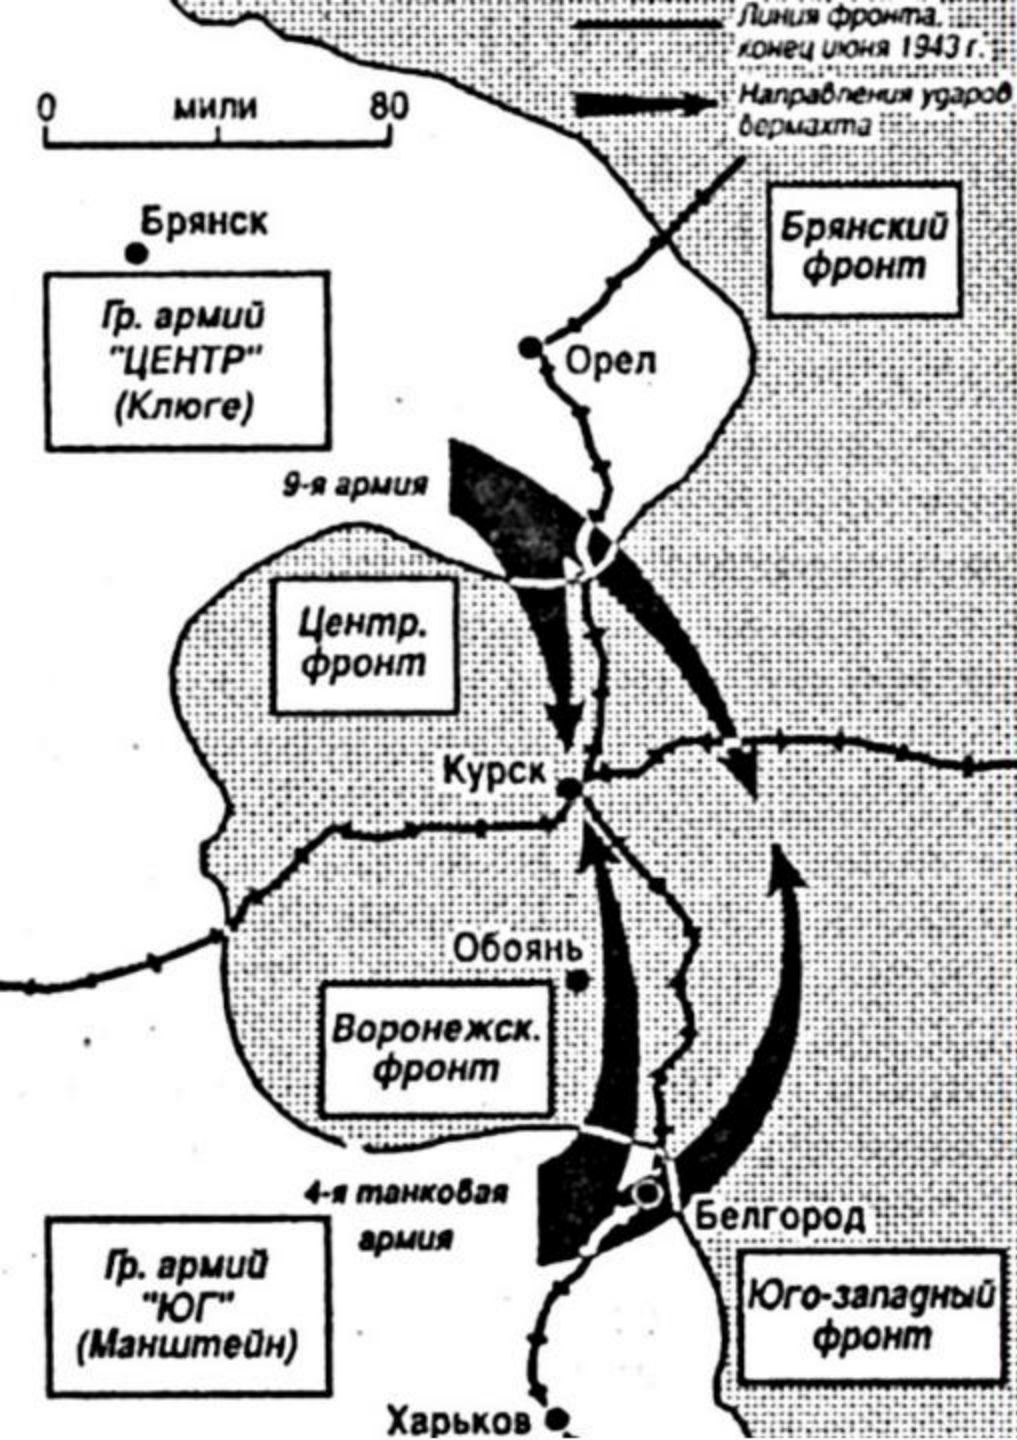 Линия фронта,
конец июня 1943 г.
0 мили 80
Направления ударов
вермахта
Брянск
Брянский
фронт
Гр. армий
"ЦЕНТР"
(Клюге)
Орел
9-я армия
Центр.
фронт
Курск
Обоянь
Воронежск.
фронт
4-я танковая
армия
Белгород
Гр. армий
"ЮГ"
(Манштейн)
Юго-западный
фронт
Харьков